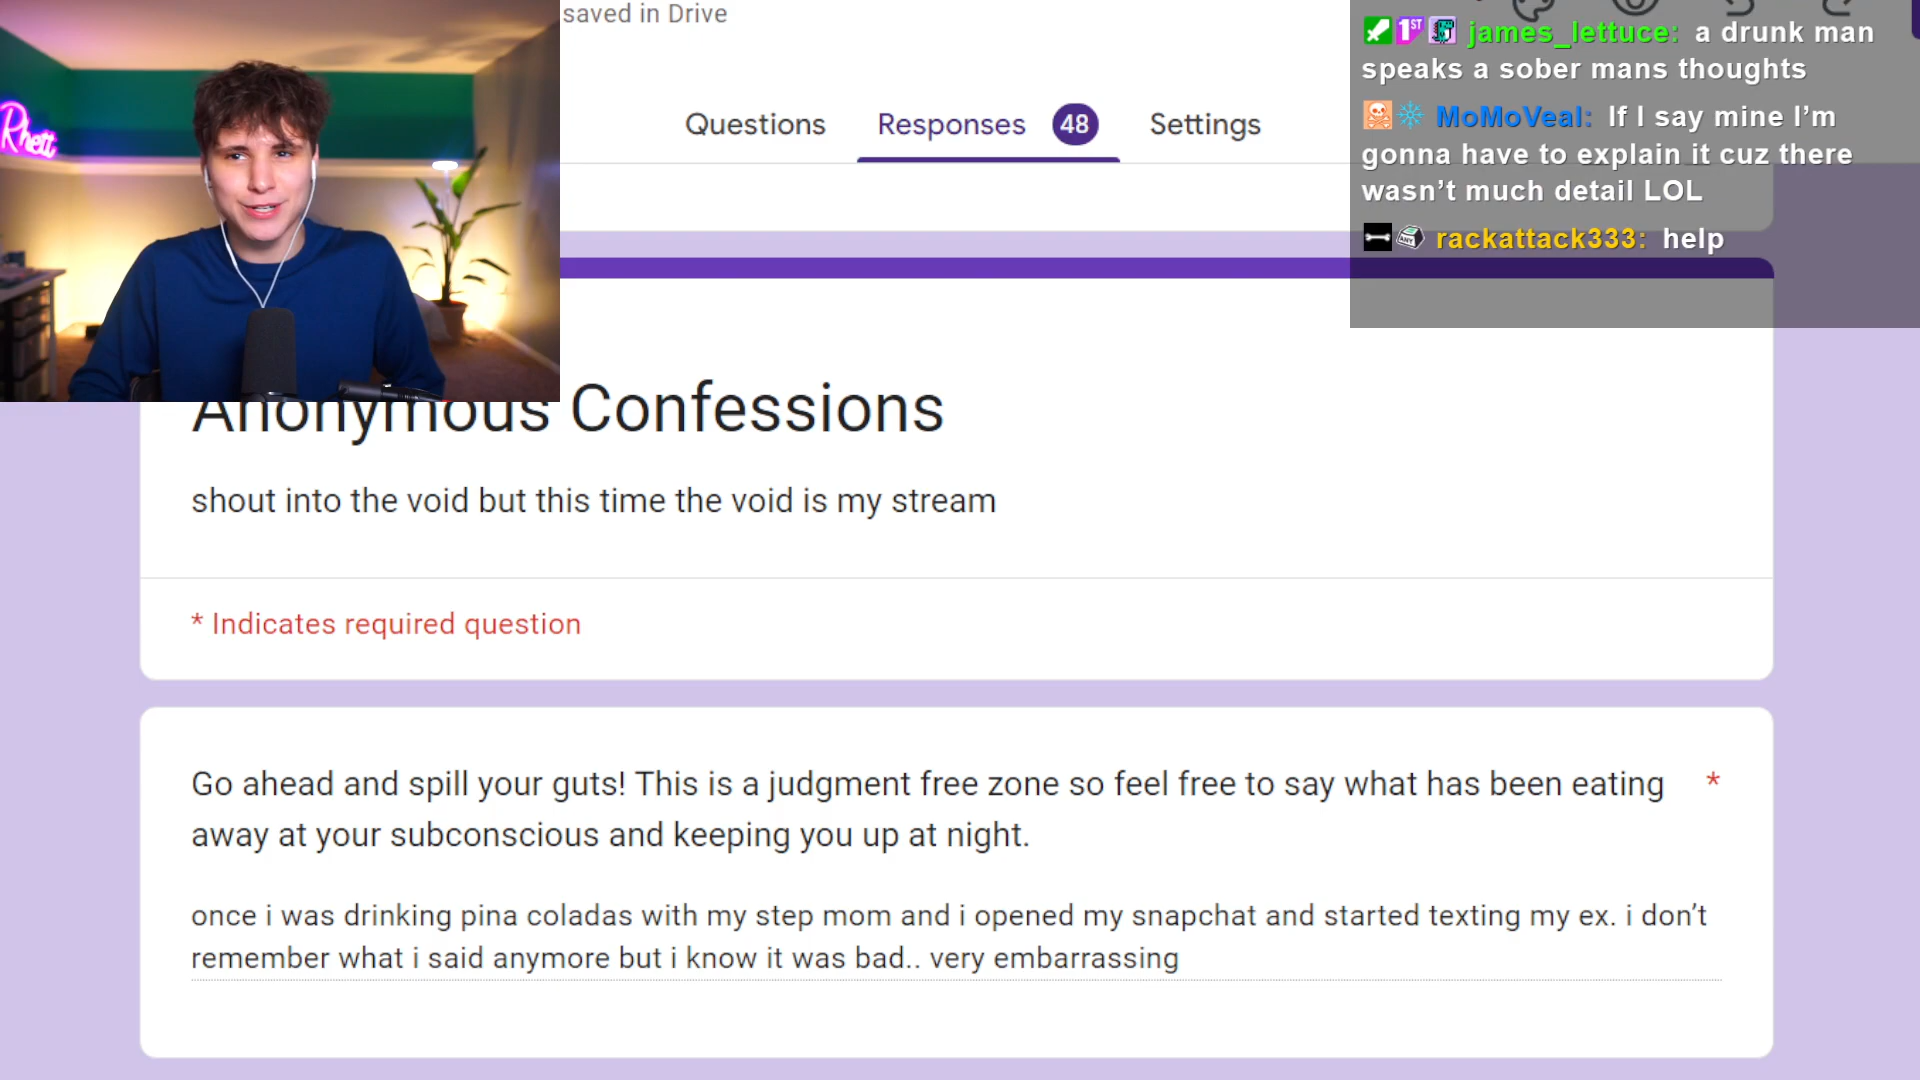 saved in Drive
Rhett
Questions
Responses
48
Settings
1ST james_lettuce: a drunk man
speaks a sober mans thoughts
MoMoVeal: If I say mine I’m
gonna have to explain it cuz there
wasn’t much detail LOL
ANY rackattack333: help
Anonymous Confessions
shout into the void but this time the void is my stream
* Indicates required question
Go ahead and spill your guts! This is a judgment free zone so feel free to say what has been eating *
away at your subconscious and keeping you up at night.
once i was drinking pina coladas with my step mom and i opened my snapchat and started texting my ex. i don’t
remember what i said anymore but i know it was bad.. very embarrassing